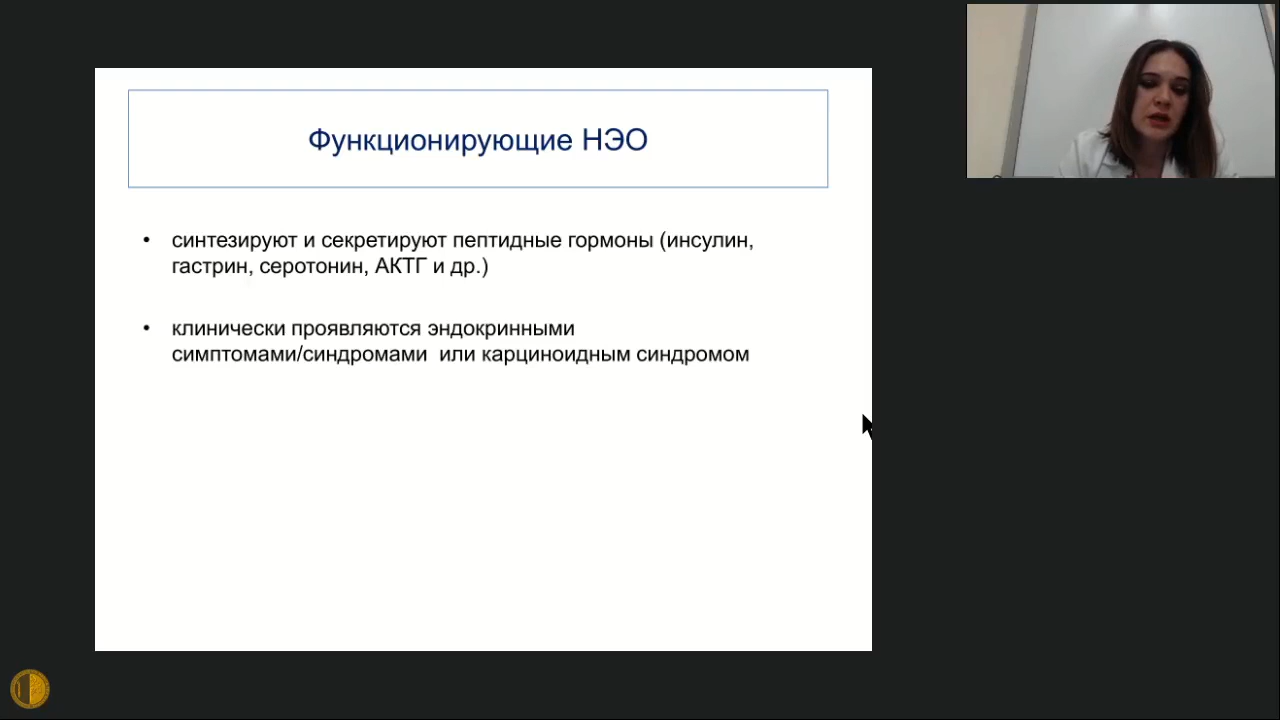 Функционирующие НЭО
• синтезируют и секретируют пептидные гормоны (инсулин,
гастрин, серотонин, АКТГ и др.)
• клинически проявляются эндокринными
симптомами/синдромами или карциноидным синдромом